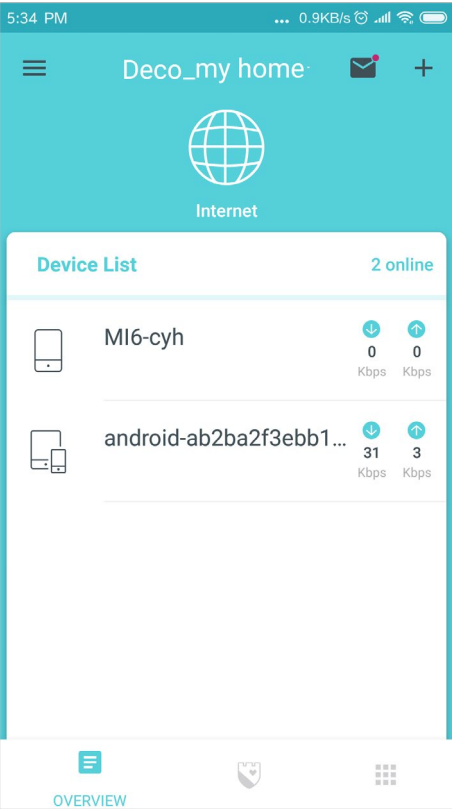 5:34 PM ... 0.9KB/s
Deco_my home
Internet
Device List 2 online
MI6-cyh
0 0
Kbps Kbps
android-ab2ba2f3ebb1...
31 3
Kbps Kbps
OVERVIEW